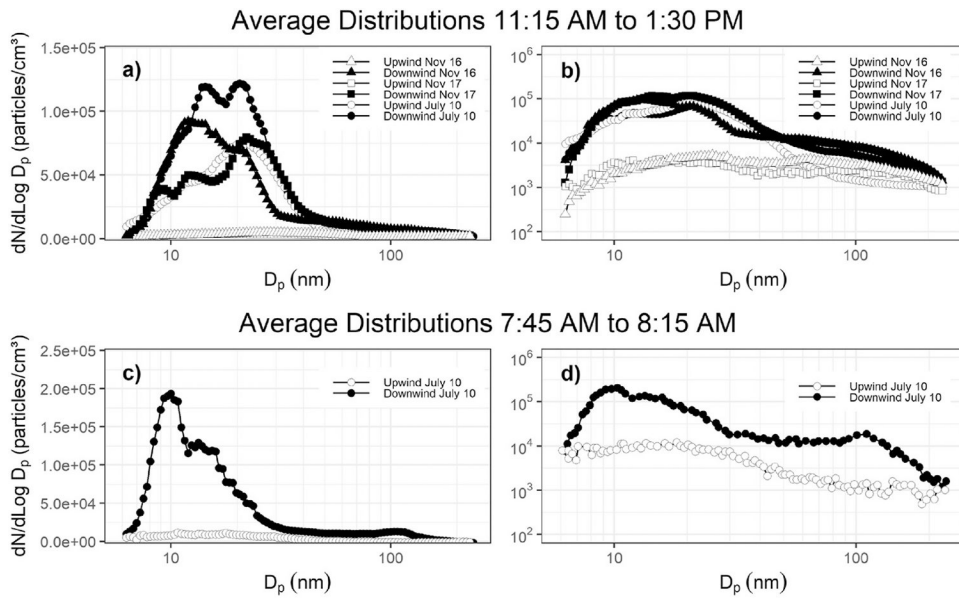 Average Distributions 11:15 AM to 1:30 PM
dN/dLog Dₚ (particles/cm³)
1.5e+05
1.0e+05
5.0e+04
0.0e+00
a)
Upwind Nov 16
Downwind Nov 16
Upwind Nov 17
Downwind Nov 17
Upwind July 10
Downwind July 10
10
100
Dₚ (nm)
10⁶
10⁵
10⁴
10³
10²
b)
Upwind Nov 16
Downwind Nov 16
Upwind Nov 17
Downwind Nov 17
Upwind July 10
Downwind July 10
10
100
Dₚ (nm)
Average Distributions 7:45 AM to 8:15 AM
dN/dLog Dₚ (particles/cm³)
2.5e+05
2.0e+05
1.5e+05
1.0e+05
5.0e+04
0.0e+00
c)
Upwind July 10
Downwind July 10
10
100
Dₚ (nm)
10⁶
10⁵
10⁴
10³
10²
d)
Upwind July 10
Downwind July 10
10
100
Dₚ (nm)